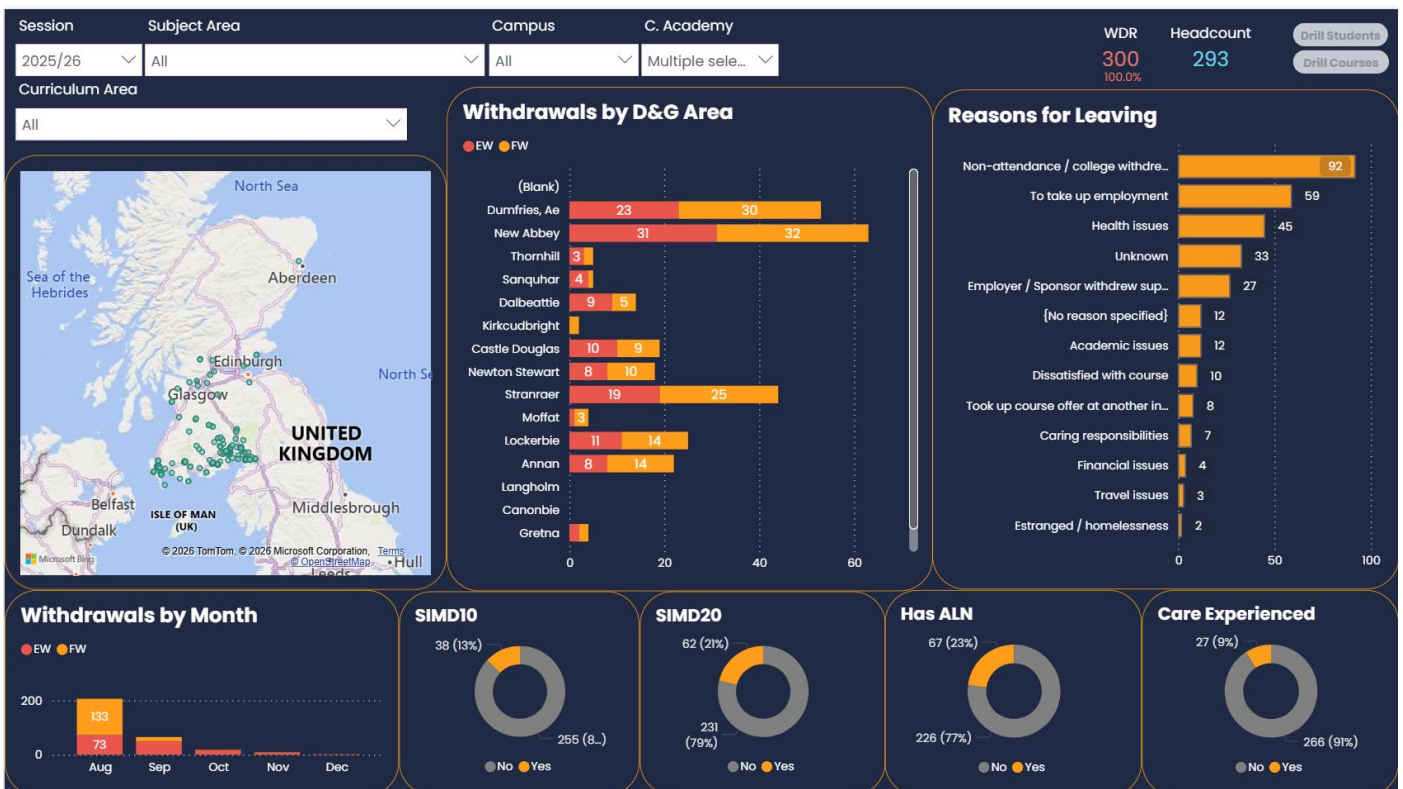 Session
Subject Area
Campus
C. Academy
WDR
Headcount
Drill Students
2025/26
All
All
Multiple sele...
300
293
Drill Courses
100.0%
Curriculum Area
All
North Sea
Sea of the
Hebrides
Aberdeen
Edinburgh
North Se
Glasgow
UNITED
KINGDOM
Belfast
ISLE OF MAN
(UK)
Middlesbrough
Dundalk
© 2026 TomTom, © 2026 Microsoft Corporation, Terms
Microsoft Bing
© OpenStreetMap
Hull
Leeds
Withdrawals by D&G Area
EW FW
(Blank)
Dumfries, Ae 23 30
New Abbey 31 32
Thornhill 3
Sanquhar 4
Dalbeattie 9 5
Kirkcudbright
Castle Douglas 10 9
Newton Stewart 8 10
Stranraer 19 25
Moffat 3
Lockerbie 11 14
Annan 8 14
Langholm
Canonbie
Gretna
0 20 40 60
Reasons for Leaving
Non-attendance / college withdre... 92
To take up employment 59
Health issues 45
Unknown 33
Employer / Sponsor withdrew sup... 27
{No reason specified} 12
Academic issues 12
Dissatisfied with course 10
Took up course offer at another in... 8
Caring responsibilities 7
Financial issues 4
Travel issues 3
Estranged / homelessness 2
0 50 100
Withdrawals by Month
EW FW
200
133
73
0
Aug Sep Oct Nov Dec
SIMD10
38 (13%)
255 (8...)
No Yes
SIMD20
62 (21%)
231
(79%)
No Yes
Has ALN
67 (23%)
226 (77%)
No Yes
Care Experienced
27 (9%)
266 (91%)
No Yes